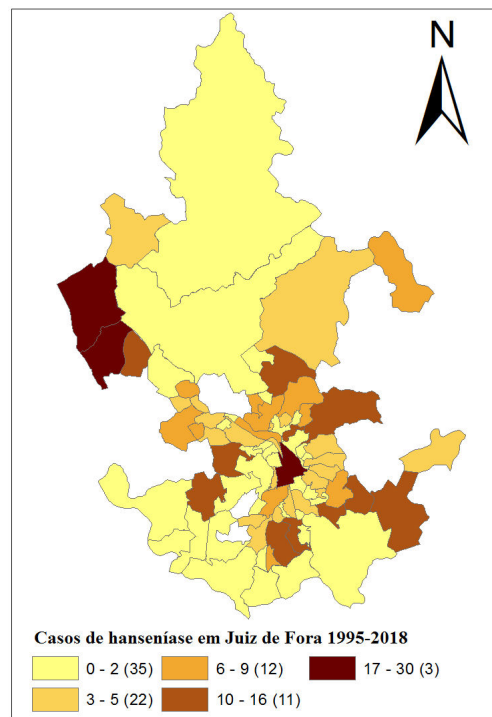 N
Casos de hanseníase em Juiz de Fora 1995-2018
0 - 2 (35) 6 - 9 (12) 17 - 30 (3)
3 - 5 (22) 10 - 16 (11)